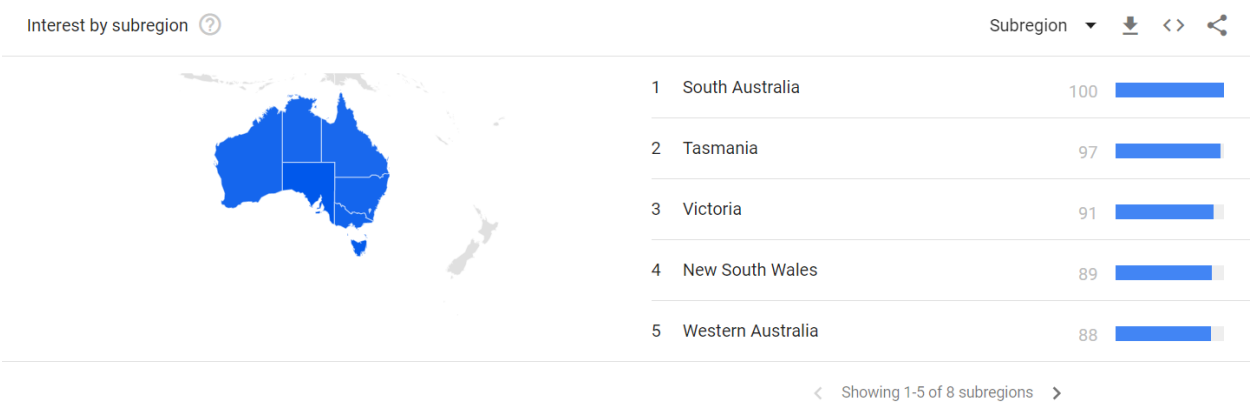 Interest by subregion ?
Subregion
1 South Australia 100
2 Tasmania 97
3 Victoria 91
4 New South Wales 89
5 Western Australia 88
Showing 1-5 of 8 subregions